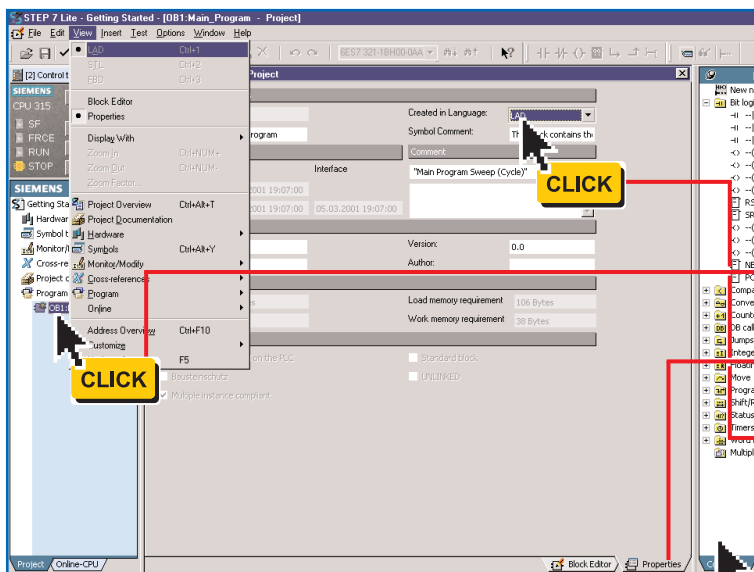 STEP 7 Lite - Getting Started - [OB1:Main_Program - Project]
File Edit View Insert Test Options Window Help
6ES7 321-1BH00-0AA
[2] Control t
SIEMENS
CPU 315
SF
FRCE
RUN
STOP
SIEMENS
Getting Sta
Hardwar
Symbol t
Monitor/
Cross-re
Project c
Program
OB1:
LAD Ctrl+1
STL Ctrl+2
FBD Ctrl+3
Block Editor
Properties
Display With
Zoom In Ctrl+NUM+
Zoom Out Ctrl+NUM-
Zoom Factor...
Project Overview Ctrl+Alt+T
Project Documentation
Hardware
Symbols Ctrl+Alt+Y
Monitor/Modify
Cross-references
Program
Online
Address Overview Ctrl+F10
Customize
F5
CLICK
Project
rogram
Created in Language: LAD
Symbol Comment:
Interface
Comment
"Main Program Sweep (Cycle)"
CLICK
2001 19:07:00
2001 19:07:00 05.03.2001 19:07:00
Version: 0.0
Author:
Load memory requirement 106 Bytes
Work memory requirement 38 Bytes
on the PLC
Standard block
Bausteinschutz
UNLINKED
Multiple instance compliant
New n
Bit logi
RS
SR
NE
PO
Compa
Conve
Counte
DB call
Jumps
Intege
Floatin
Move
Progra
Shift/R
Status
Timers
Word l
Multipl
Project Online-CPU
Block Editor Properties